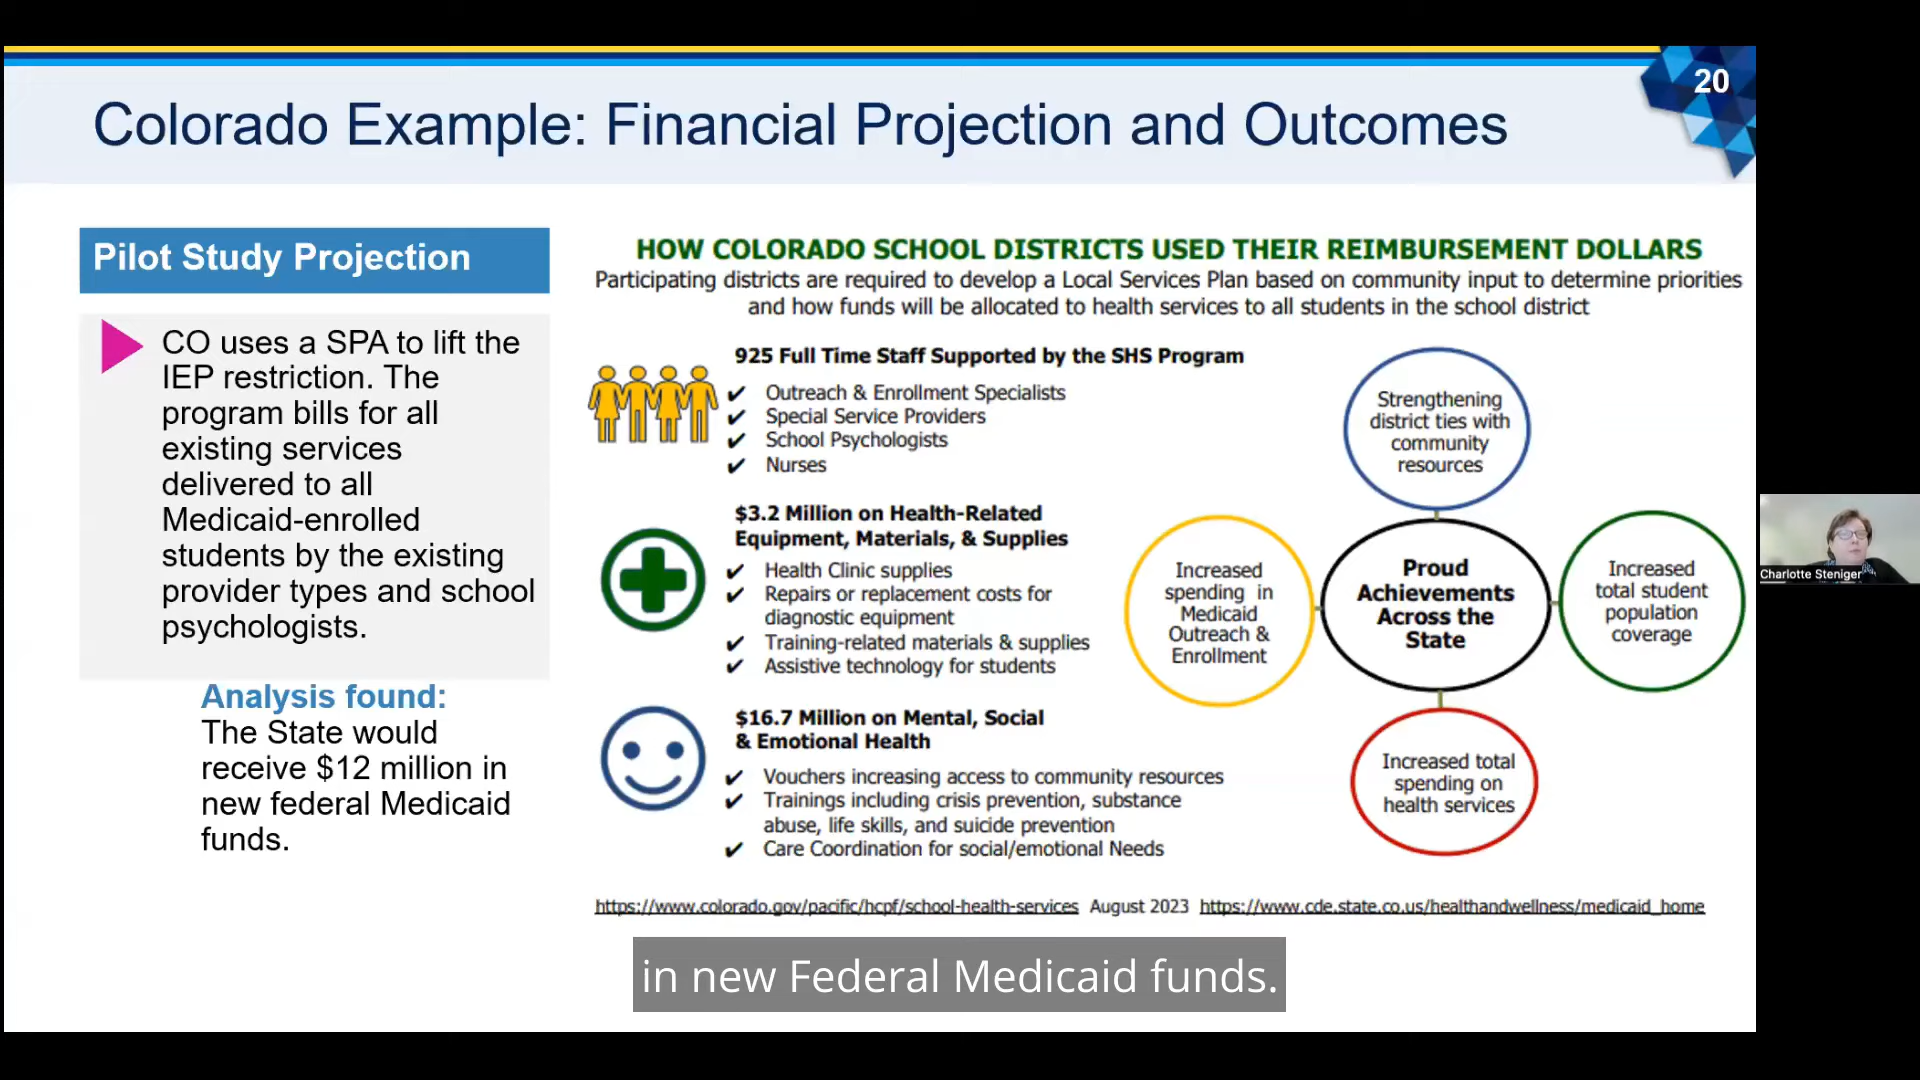 20
Colorado Example: Financial Projection and Outcomes
Pilot Study Projection
CO uses a SPA to lift the
IEP restriction. The
program bills for all
existing services
delivered to all
Medicaid-enrolled
students by the existing
provider types and school
psychologists.
Analysis found:
The State would
receive $12 million in
new federal Medicaid
funds.
HOW COLORADO SCHOOL DISTRICTS USED THEIR REIMBURSEMENT DOLLARS
Participating districts are required to develop a Local Services Plan based on community input to determine priorities
and how funds will be allocated to health services to all students in the school district
925 Full Time Staff Supported by the SHS Program
✔ Outreach & Enrollment Specialists
✔ Special Service Providers
✔ School Psychologists
✔ Nurses
$3.2 Million on Health-Related
Equipment, Materials, & Supplies
✔ Health Clinic supplies
✔ Repairs or replacement costs for
diagnostic equipment
✔ Training-related materials & supplies
✔ Assistive technology for students
$16.7 Million on Mental, Social
& Emotional Health
✔ Vouchers increasing access to community resources
✔ Trainings including crisis prevention, substance
abuse, life skills, and suicide prevention
✔ Care Coordination for social/emotional Needs
Strengthening
district ties with
community
resources
Increased
spending in
Medicaid
Outreach &
Enrollment
Proud
Achievements
Across the
State
Increased
total student
population
coverage
Increased total
spending on
health services
https://www.colorado.gov/pacific/hcpf/school-health-services August 2023 https://www.cde.state.co.us/healthandwellness/medicaid_home
in new Federal Medicaid funds.
Charlotte Steniger